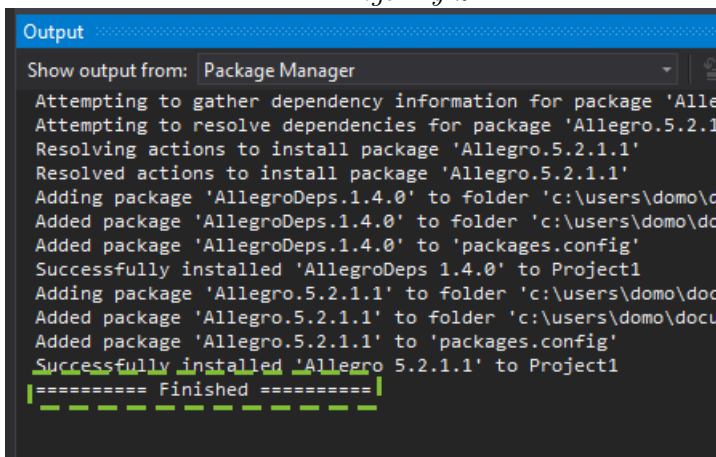 Output
Show output from: Package Manager
Attempting to gather dependency information for package 'Alle
Attempting to resolve dependencies for package 'Allegro.5.2.1
Resolving actions to install package 'Allegro.5.2.1.1'
Resolved actions to install package 'Allegro.5.2.1.1'
Adding package 'AllegroDeps.1.4.0' to folder 'c:\users\domo\d
Added package 'AllegroDeps.1.4.0' to folder 'c:\users\domo\do
Added package 'AllegroDeps.1.4.0' to 'packages.config'
Successfully installed 'AllegroDeps 1.4.0' to Project1
Adding package 'Allegro.5.2.1.1' to folder 'c:\users\domo\doc
Added package 'Allegro.5.2.1.1' to folder 'c:\users\domo\docu
Added package 'Allegro.5.2.1.1' to 'packages.config'
Successfully installed 'Allegro 5.2.1.1' to Project1
========== Finished ==========